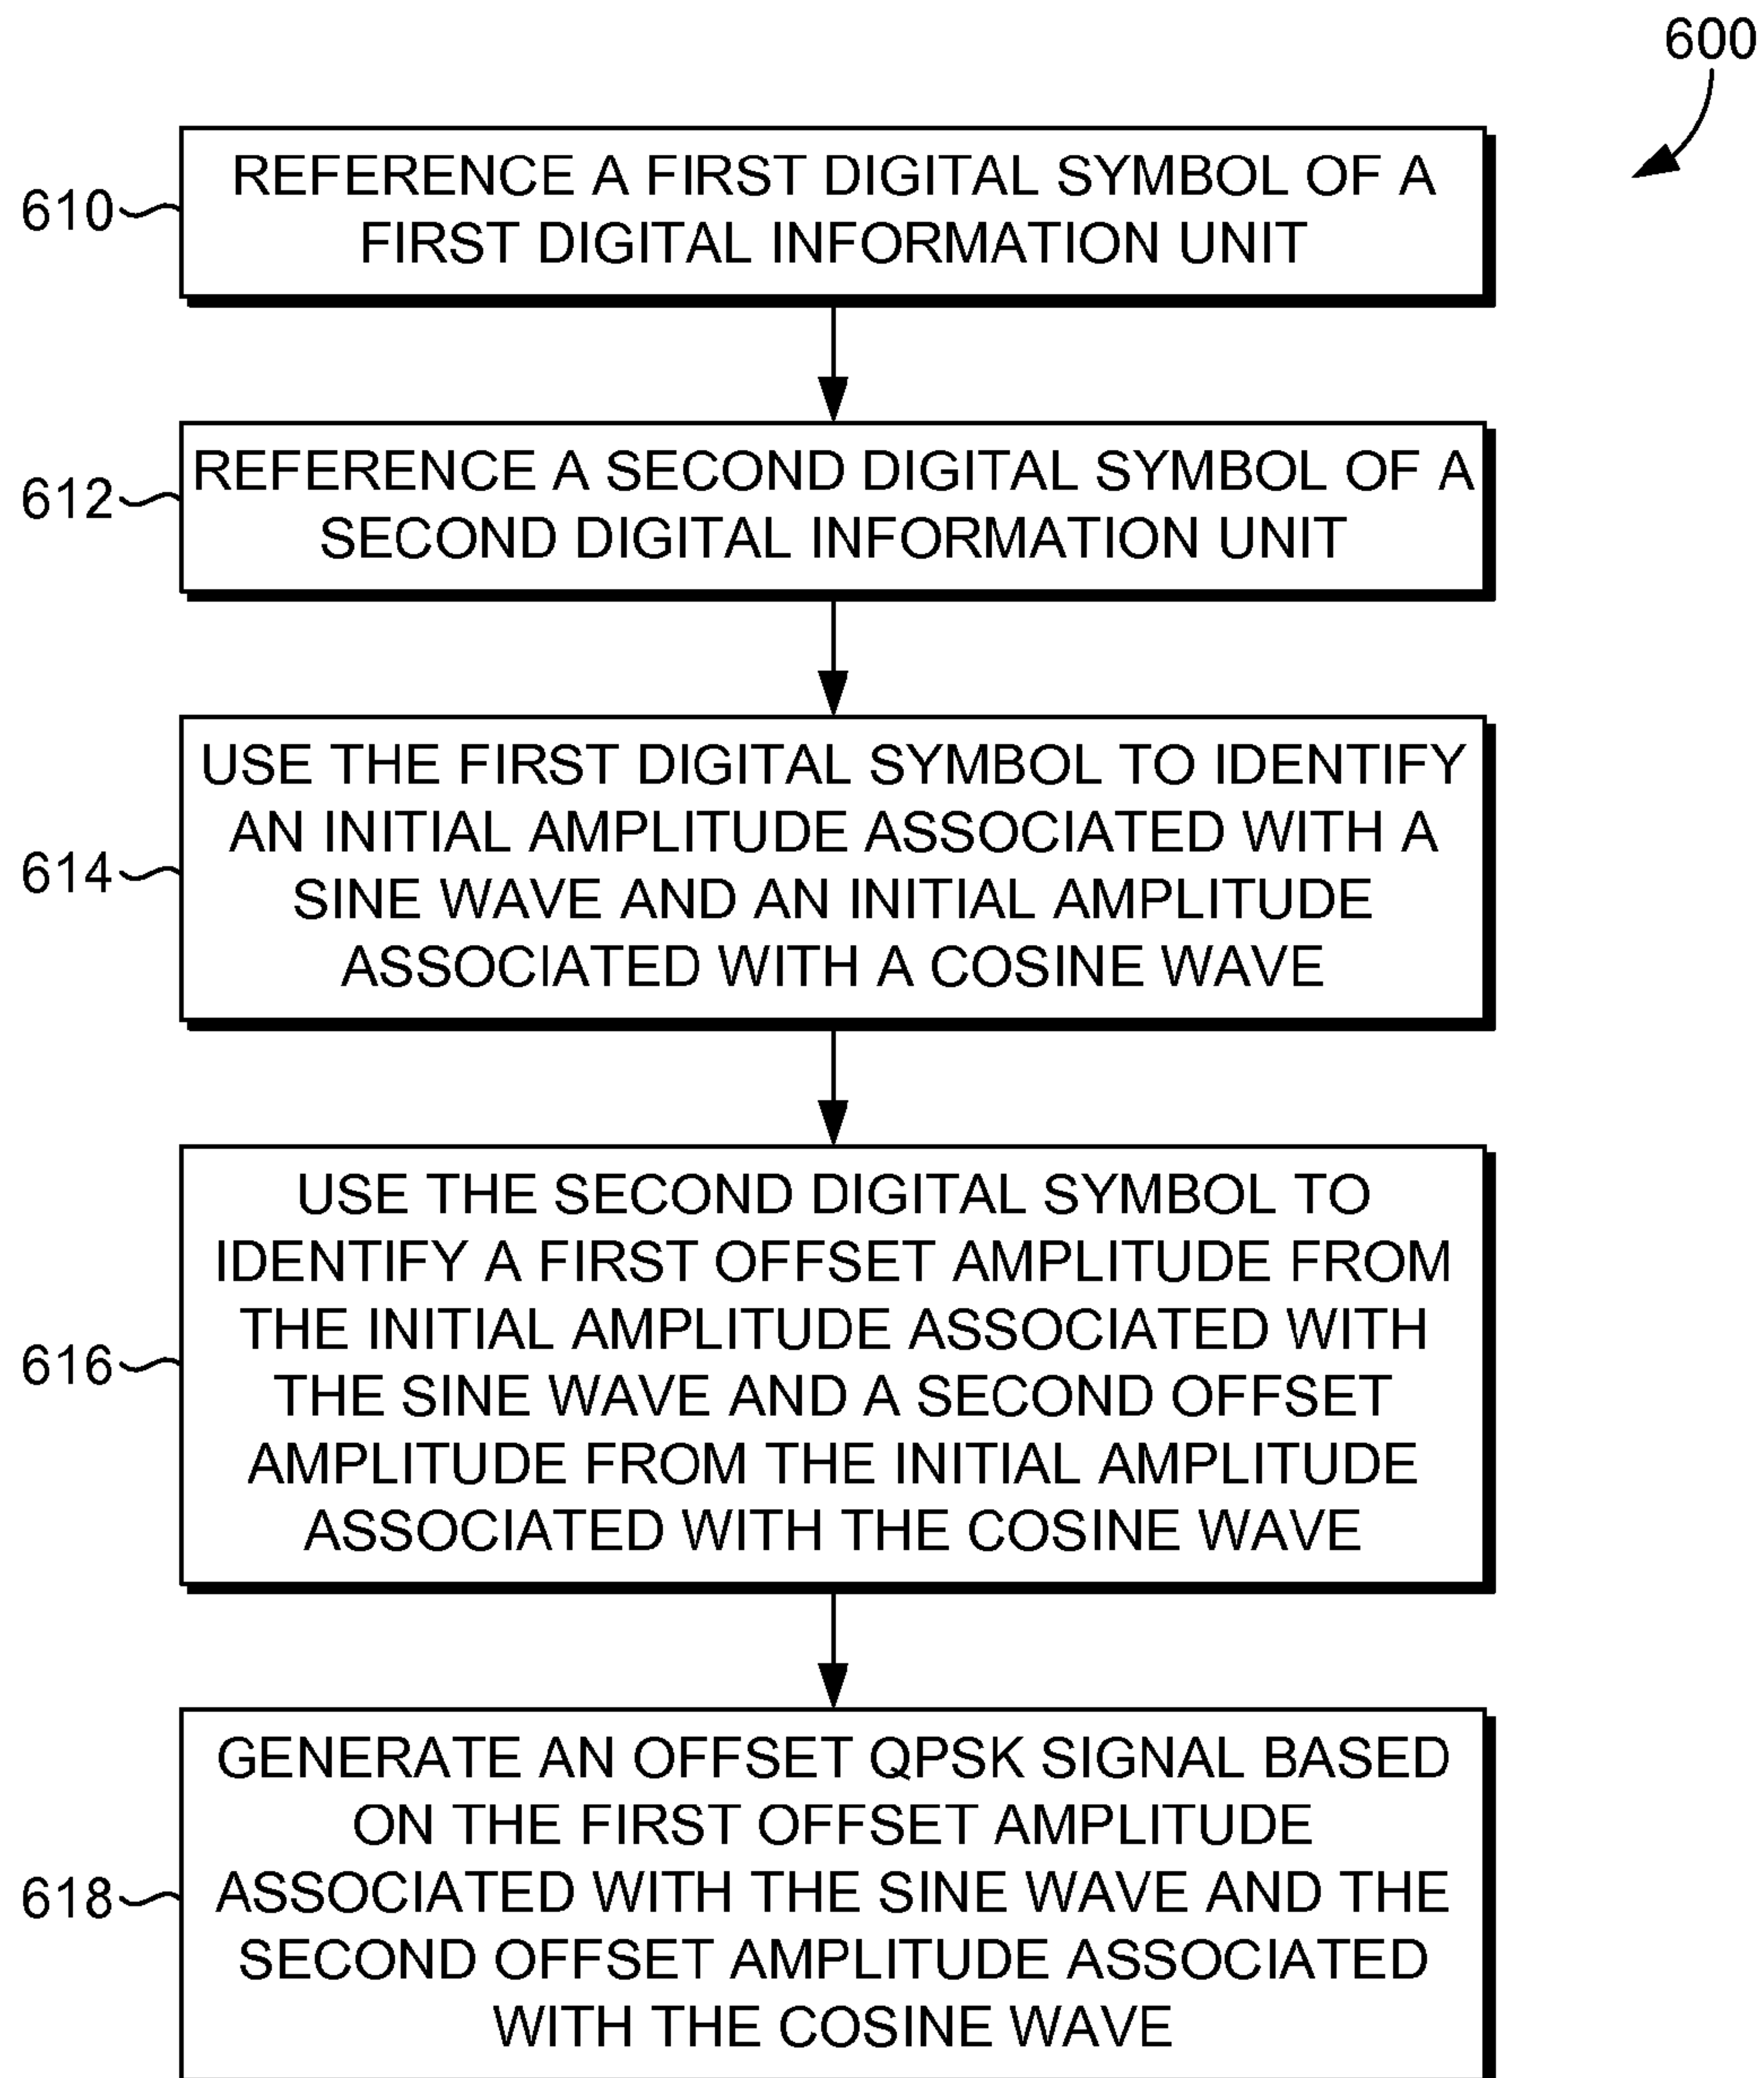 600
610
REFERENCE A FIRST DIGITAL SYMBOL OF A
FIRST DIGITAL INFORMATION UNIT
612
REFERENCE A SECOND DIGITAL SYMBOL OF A
SECOND DIGITAL INFORMATION UNIT
614
USE THE FIRST DIGITAL SYMBOL TO IDENTIFY
AN INITIAL AMPLITUDE ASSOCIATED WITH A
SINE WAVE AND AN INITIAL AMPLITUDE
ASSOCIATED WITH A COSINE WAVE
616
USE THE SECOND DIGITAL SYMBOL TO
IDENTIFY A FIRST OFFSET AMPLITUDE FROM
THE INITIAL AMPLITUDE ASSOCIATED WITH
THE SINE WAVE AND A SECOND OFFSET
AMPLITUDE FROM THE INITIAL AMPLITUDE
ASSOCIATED WITH THE COSINE WAVE
618
GENERATE AN OFFSET QPSK SIGNAL BASED
ON THE FIRST OFFSET AMPLITUDE
ASSOCIATED WITH THE SINE WAVE AND THE
SECOND OFFSET AMPLITUDE ASSOCIATED
WITH THE COSINE WAVE